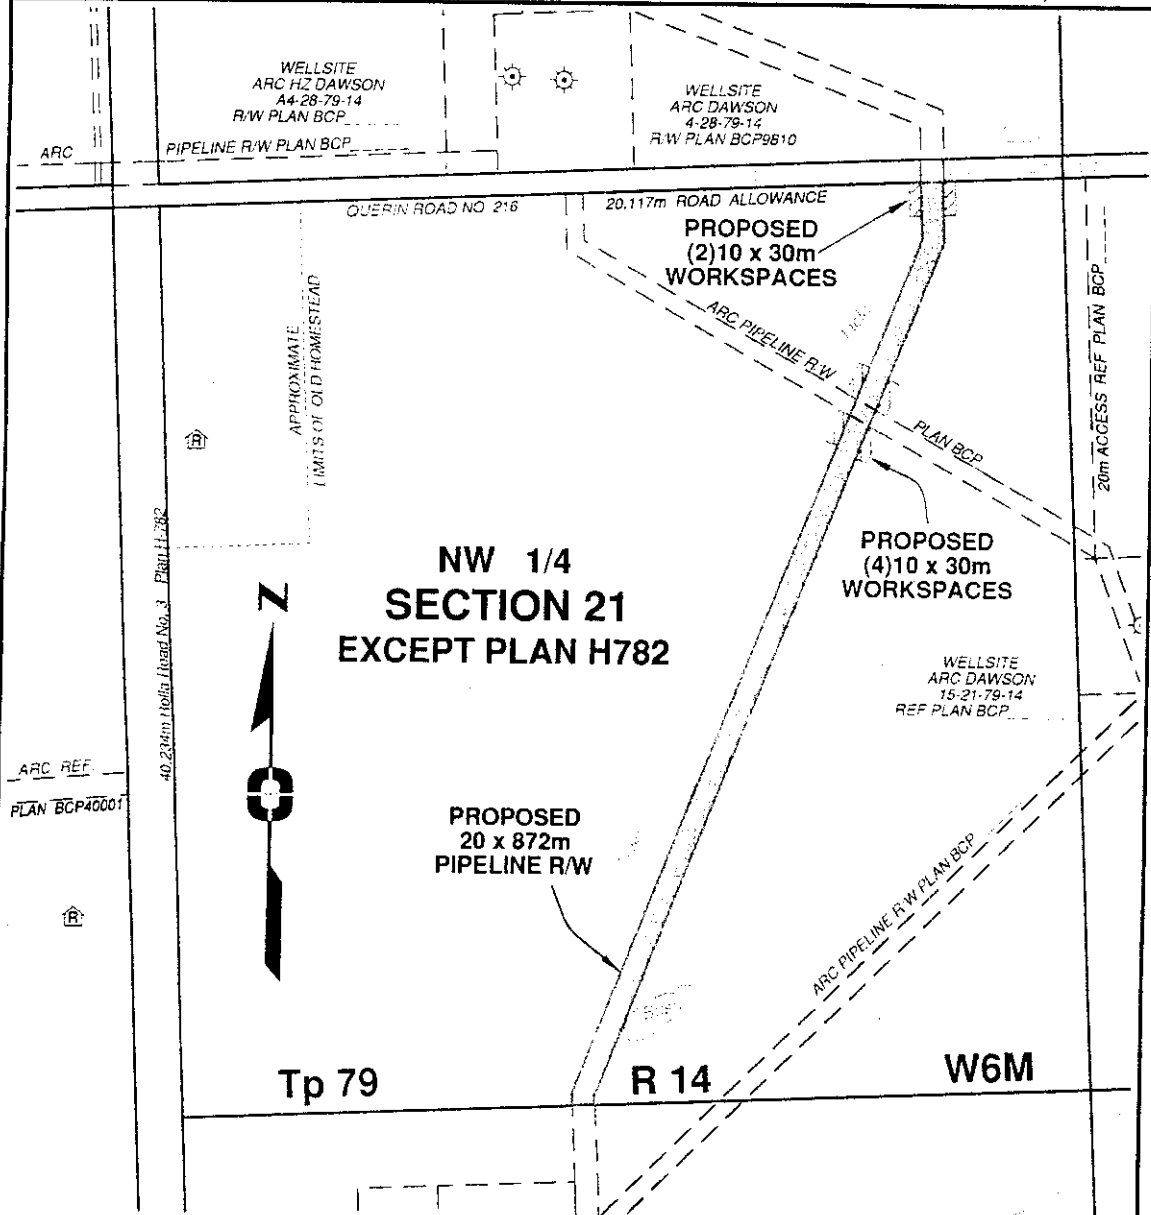 WELLSITE
ARC HZ DAWSON
A4-28-79-14
R/W PLAN BCP
WELLSITE
ARC DAWSON
4-28-79-14
R/W PLAN BCP9810
ARC
PIPELINE R/W PLAN BCP
QUERIN ROAD NO. 216
20.117m ROAD ALLOWANCE
PROPOSED
(2)10 x 30m
WORKSPACES
APPROXIMATE
LIMITS OF OLD HOMESTEAD
ARC PIPELINE R/W
PLAN BCP
20m ACCESS REF PLAN BCP
R
NW 1/4
SECTION 21
EXCEPT PLAN H782
PROPOSED
(4)10 x 30m
WORKSPACES
N
40.234m Rolla Road No. 3 Plan H782
WELLSITE
ARC DAWSON
15-21-79-14
REF PLAN BCP
ARC REF.
PLAN BCP40001
PROPOSED
20 x 872m
PIPELINE R/W
ARC PIPELINE R/W PLAN BCP
R
Tp 79
R 14
W6M